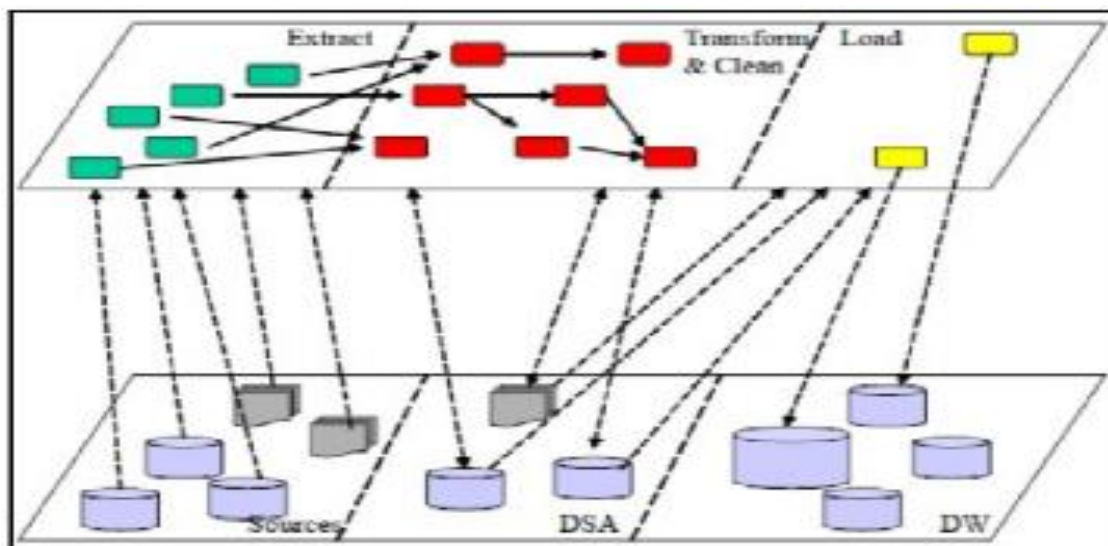 Extract
Transform
& Clean
Load
Sources
DSA
DW